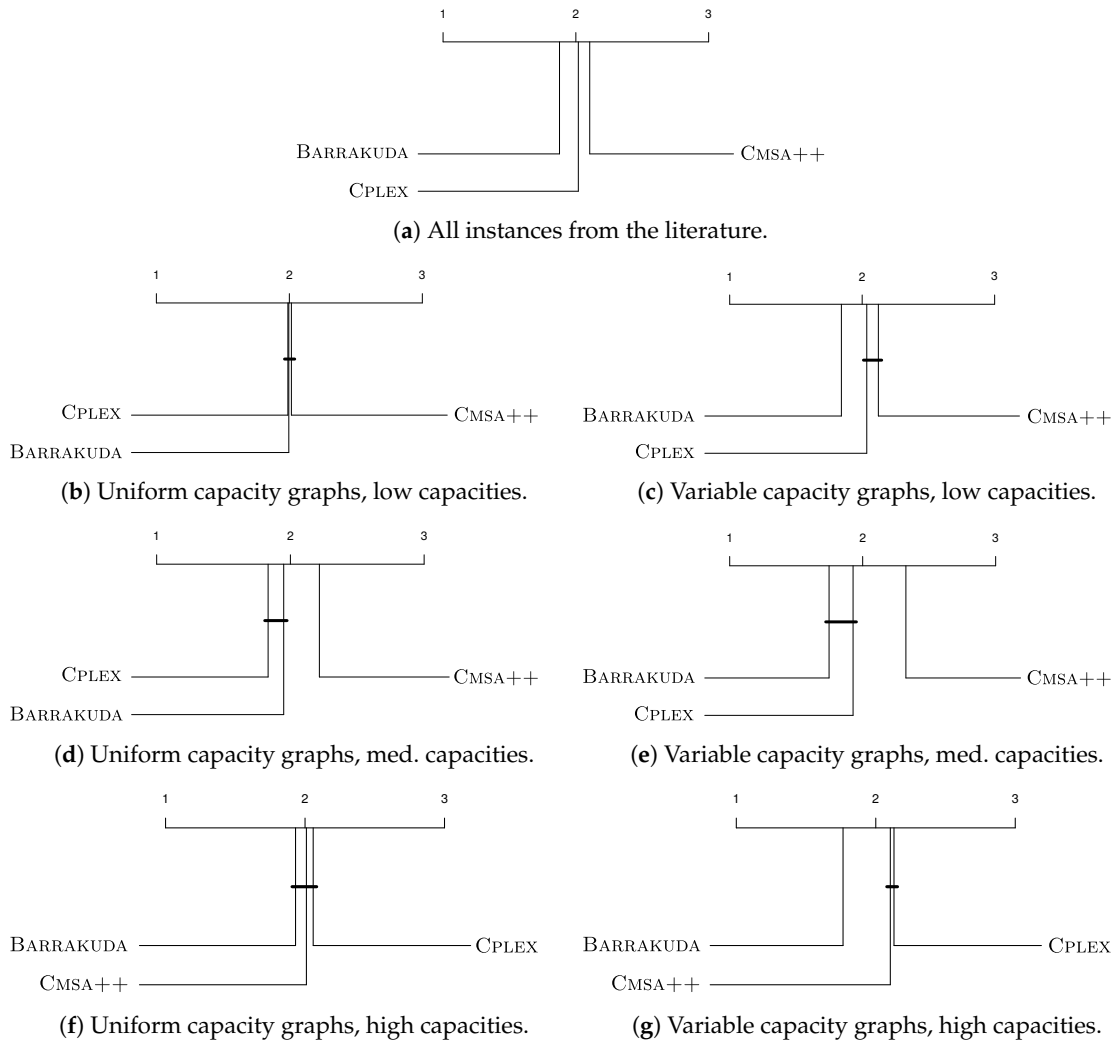 1 2 3
BARRAKUDA CMSA++
CPLEX
(a) All instances from the literature.
1 2 3
CPLEX CMSA++
BARRAKUDA
(b) Uniform capacity graphs, low capacities.
1 2 3
BARRAKUDA CMSA++
CPLEX
(c) Variable capacity graphs, low capacities.
1 2 3
CPLEX CMSA++
BARRAKUDA
(d) Uniform capacity graphs, med. capacities.
1 2 3
BARRAKUDA CMSA++
CPLEX
(e) Variable capacity graphs, med. capacities.
1 2 3
BARRAKUDA CPLEX
CMSA++
(f) Uniform capacity graphs, high capacities.
1 2 3
BARRAKUDA CPLEX
CMSA++
(g) Variable capacity graphs, high capacities.